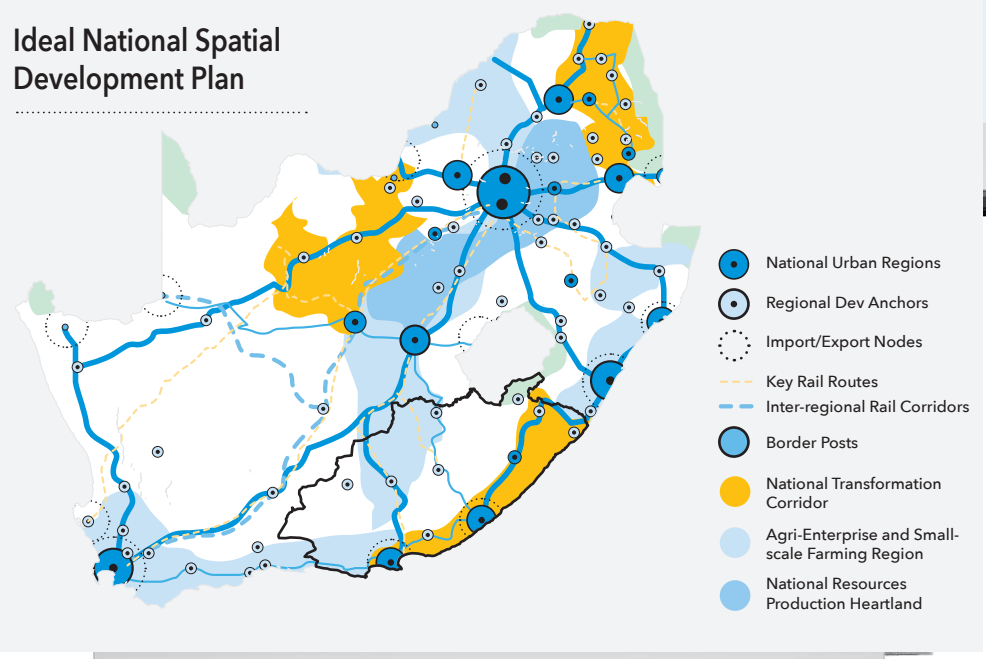 Ideal National Spatial
Development Plan
National Urban Regions
Regional Dev Anchors
Import/Export Nodes
Key Rail Routes
Inter-regional Rail Corridors
Border Posts
National Transformation
Corridor
Agri-Enterprise and Small-
scale Farming Region
National Resources
Production Heartland